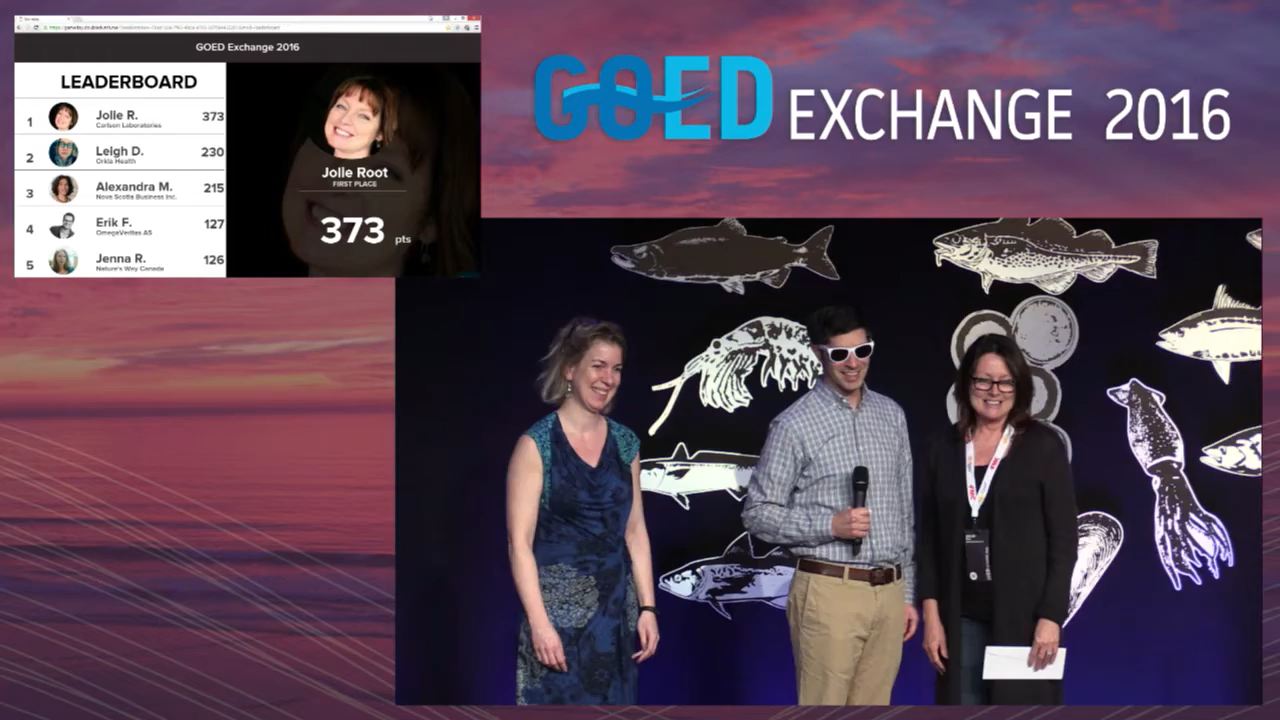 GOED Exchange 2016
LEADERBOARD
1 Jolie R. 373
Carlson Laboratories
2 Leigh D. 230
Orkla Health
3 Alexandra M. 215
Nova Scotia Business Inc.
4 Erik F. 127
OmegaVeritas AS
5 Jenna R. 126
Nature's Way Canada
Jolie Root
FIRST PLACE
373 pts
GOED EXCHANGE 2016